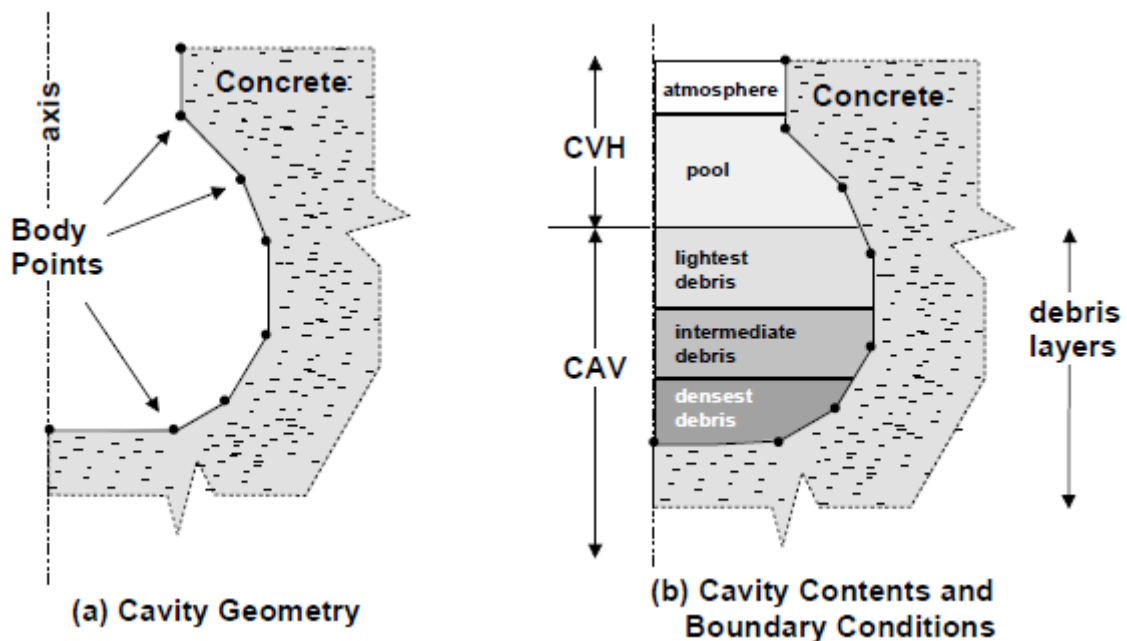 axis
Concrete
Body
Points
(a) Cavity Geometry
CVH
CAV
atmosphere
Concrete
pool
lightest
debris
intermediate
debris
densest
debris
debris
layers
(b) Cavity Contents and
Boundary Conditions